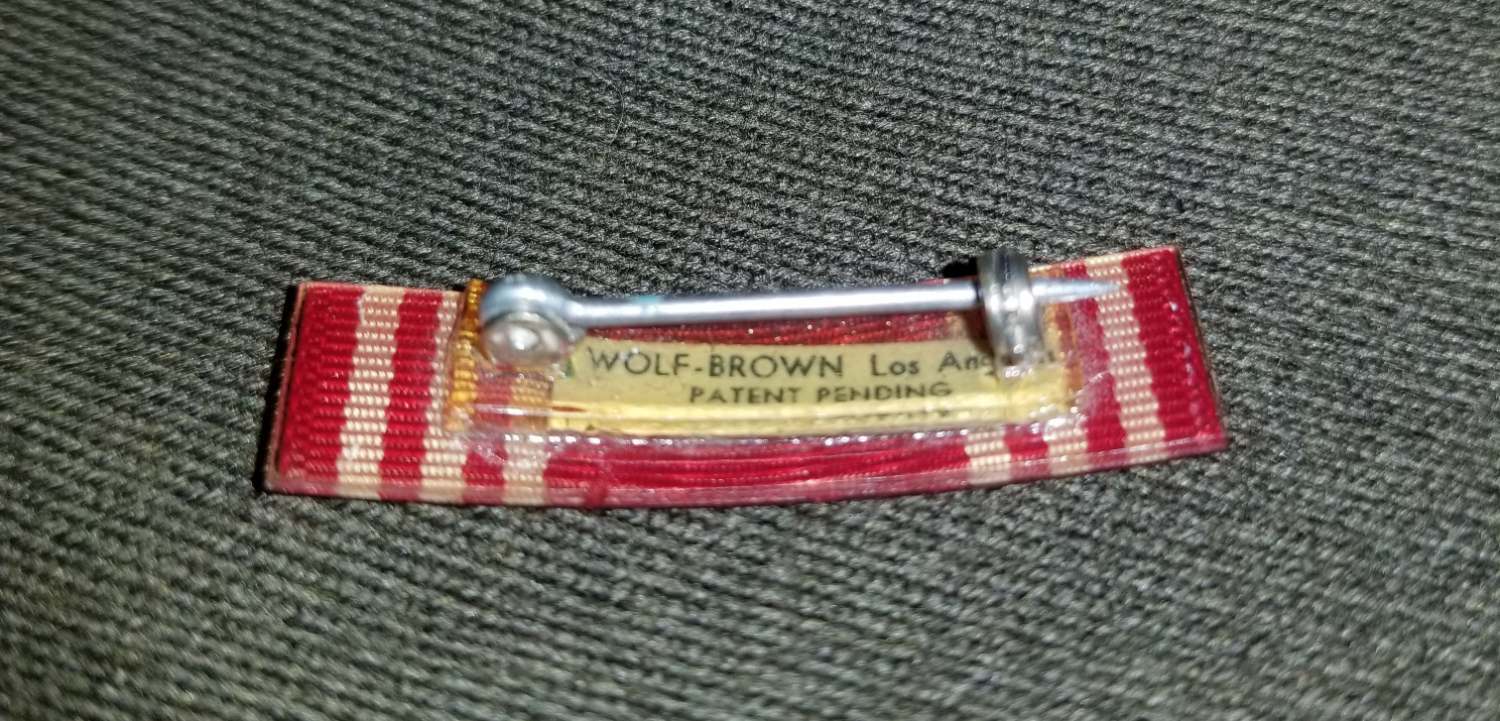 WOLF-BROWN Los
PATENT PENDING